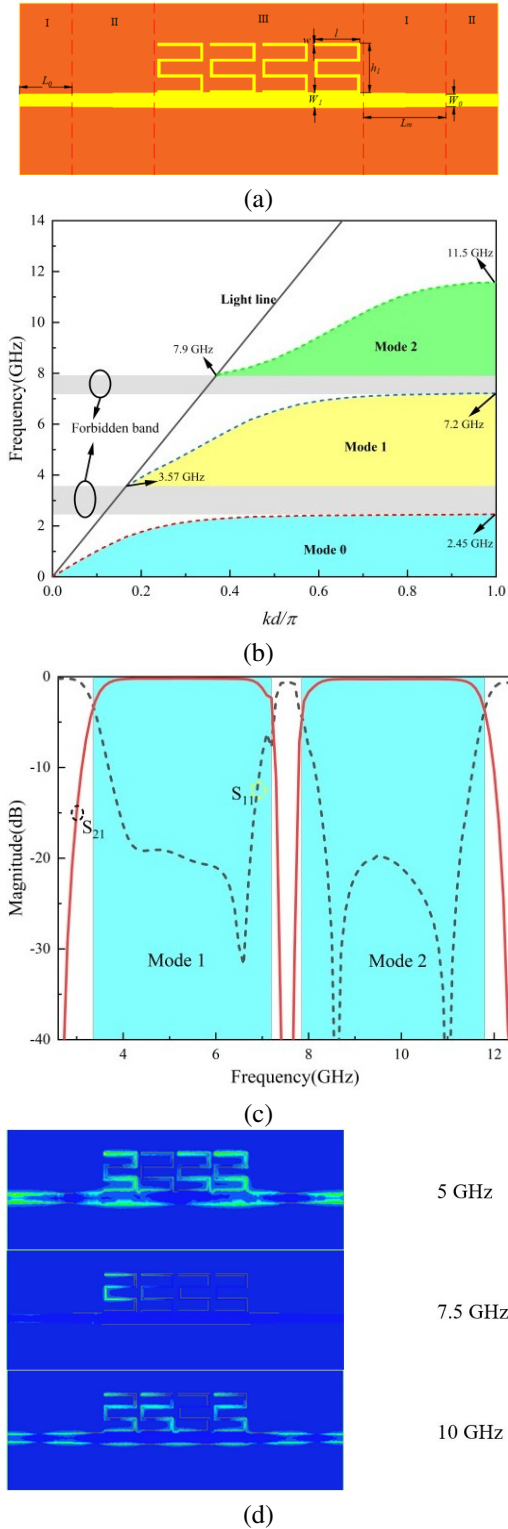 I II III I II
w l
L0 h1
W1 W0
Lm
(a)
14
12
10
8
6
4
2
0
Frequency(GHz)
11.5 GHz
Light line
7.9 GHz
Mode 2
Forbidden band
7.2 GHz
Mode 1
3.57 GHz
Mode 0
2.45 GHz
0.0 0.2 0.4 0.6 0.8 1.0
kd/π
(b)
0
-10
-20
-30
-40
Magnitude(dB)
S11
S21
Mode 1 Mode 2
4 6 8 10 12
Frequency(GHz)
(c)
5 GHz
7.5 GHz
10 GHz
(d)